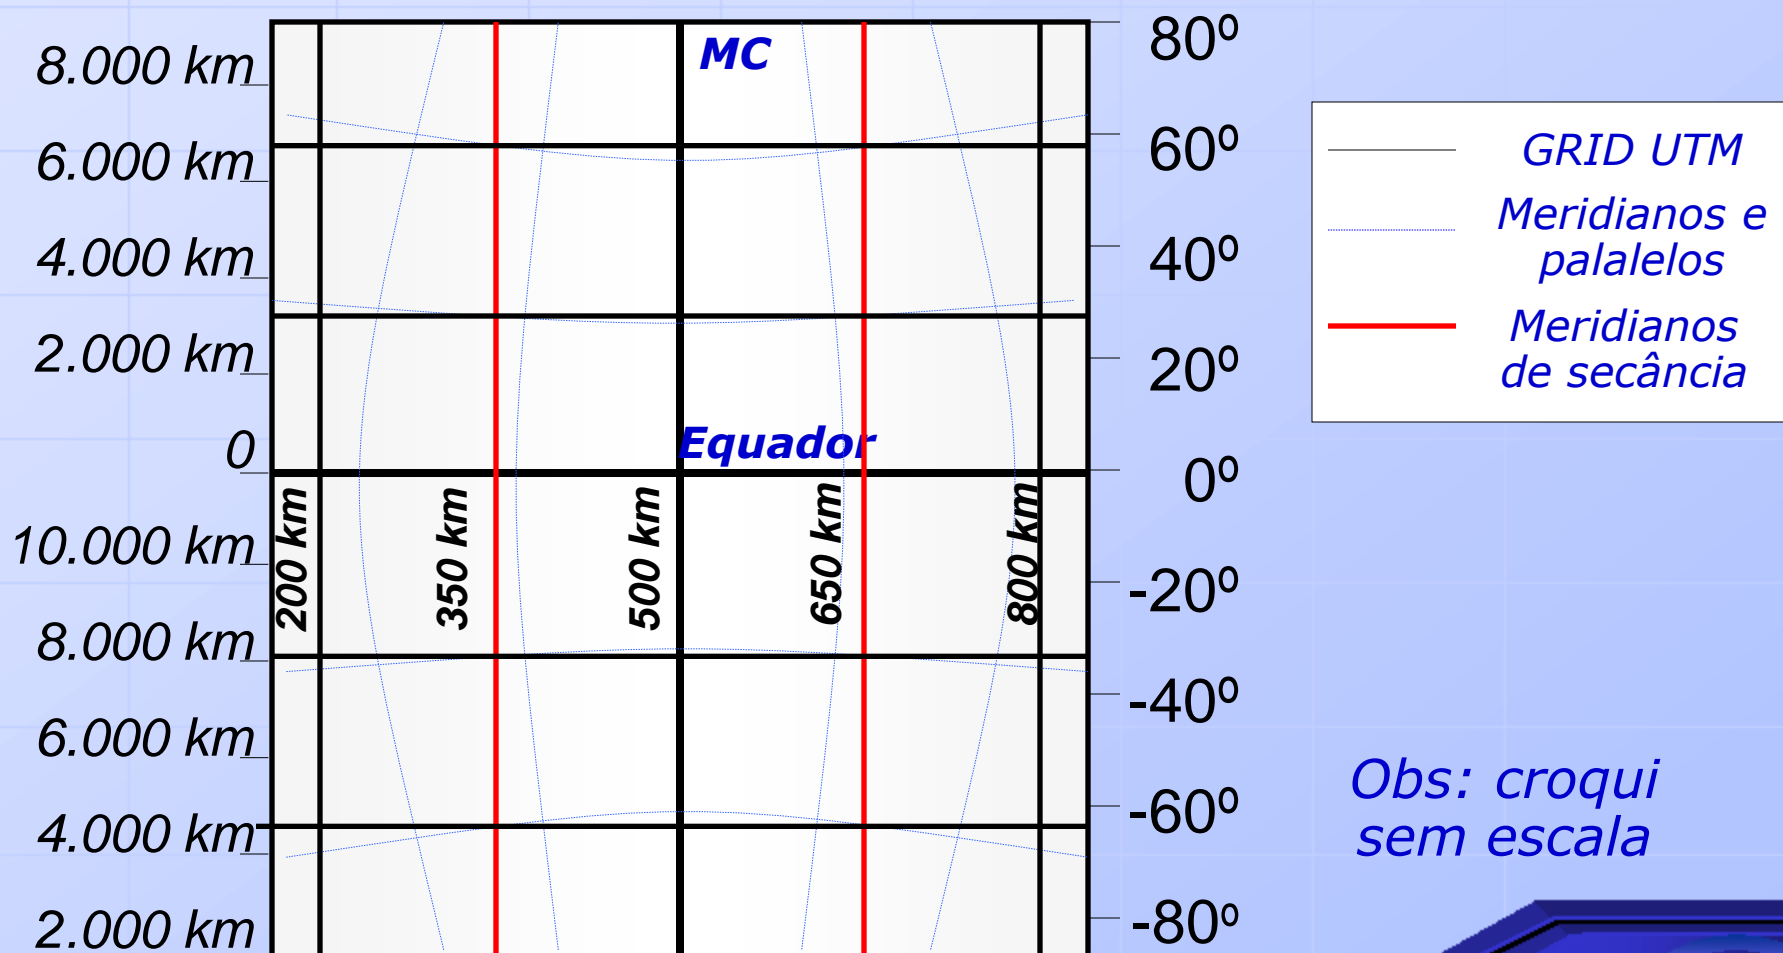 8.000 km
6.000 km
4.000 km
2.000 km
0
10.000 km
8.000 km
6.000 km
4.000 km
2.000 km
MC
Equador
200 km
350 km
500 km
650 km
800 km
80º
60º
40º
20º
0º
-20º
-40º
-60º
-80º
GRID UTM
Meridianos e
palalelos
Meridianos
de secância
Obs: croqui
sem escala